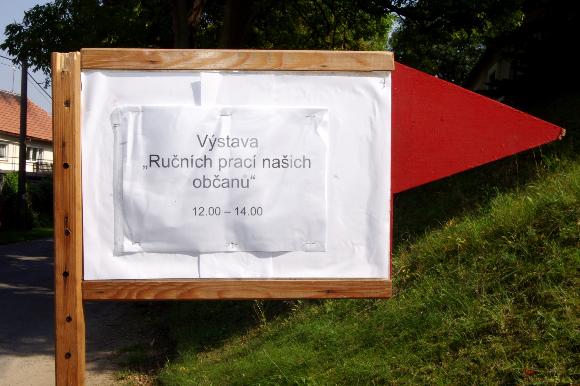 Výstava
„Ručních prací našich
občanů“
12.00 – 14.00